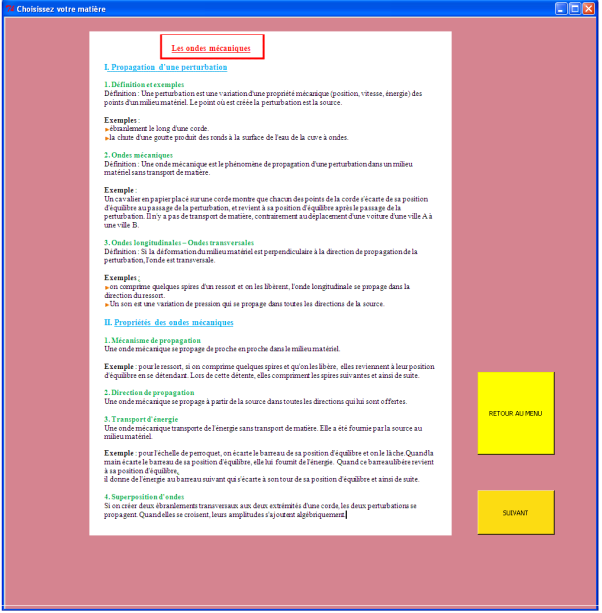 Choisissez votre matière
Les ondes mécaniques
I. Propagation d'une perturbation
1. Définition et exemples
Définition : Une perturbation est une variation d'une propriété mécanique (position, vitesse, énergie) des
points d'un milieu matériel. Le point où est créée la perturbation est la source.
Exemples :
►ébranlement le long d'une corde.
►la chute d'une goutte produit des ronds à la surface de l'eau de la cuve à ondes.
2. Ondes mécaniques
Définition : Une onde mécanique est le phénomène de propagation d'une perturbation dans un milieu
matériel sans transport de matière.
Exemple :
Un cavalier en papier placé sur une corde montre que chacun des points de la corde s'écarte de sa position
d'équilibre au passage de la perturbation, et revient à sa position d'équilibre après le passage de la
perturbation. Il n'y a pas de transport de matière, contrairement au déplacement d'une voiture d'une ville A à
une ville B.
3. Ondes longitudinales – Ondes transversales
Définition : Si la déformation du milieu matériel est perpendiculaire à la direction de propagation de la
perturbation, l'onde est transversale.
Exemples ;
►on comprime quelques spires d'un ressort et on les libèrent, l'onde longitudinale se propage dans la
direction du ressort.
►Un son est une variation de pression qui se propage dans toutes les directions de la source.
II. Propriétés des ondes mécaniques
1. Mécanisme de propagation
Une onde mécanique se propage de proche en proche dans le milieu matériel.
Exemple : pour le ressort, si on comprime quelques spires et qu'on les libère, elles reviennent à leur position
d'équilibre en se détendant. Lors de cette détente, elles compriment les spires suivantes et ainsi de suite.
2. Direction de propagation
Une onde mécanique se propage à partir de la source dans toutes les directions qui lui sont offertes.
3. Transport d'énergie
Une onde mécanique transporte de l'énergie sans transport de matière. Elle a été fournie par la source au
milieu matériel.
Exemple : pour l'échelle de perroquet, on écarte le barreau de sa position d'équilibre et on le lâche.Quand la
main écarte le barreau de sa position d'équilibre, elle lui fournit de l'énergie. Quand ce barreau libère revient
à sa position d'équilibre,
il donne de l'énergie au barreau suivant qui s'écarte à son tour de sa position d'équilibre et ainsi de suite.
4. Superposition d'ondes
Si on créer deux ébranlements transversaux aux deux extrémités d'une corde, les deux perturbations se
propagent. Quand elles se croisent, leurs amplitudes s'ajoutent algébriquement.
RETOUR AU MENU
SUIVANT